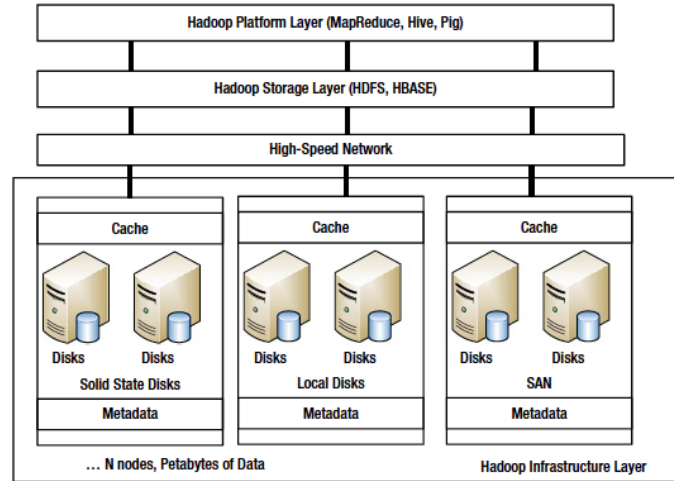 Hadoop Platform Layer (MapReduce, Hive, Pig)
Hadoop Storage Layer (HDFS, HBASE)
High-Speed Network
Cache
Cache
Cache
Disks
Disks
Disks
Disks
Disks
Disks
Solid State Disks
Local Disks
SAN
Metadata
Metadata
Metadata
... N nodes, Petabytes of Data
Hadoop Infrastructure Layer